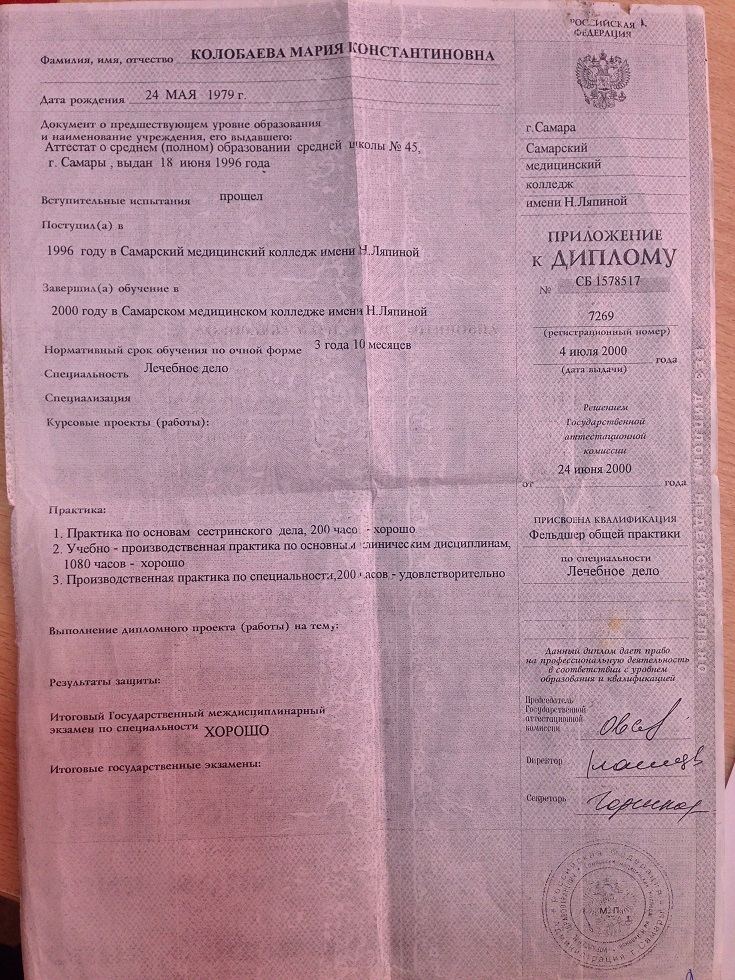 Фамилия, имя, отчество КОЛОБАЕВА МАРИЯ КОНСТАНТИНОВНА
Дата рождения 24 МАЯ 1979 г.
Документ о предшествующем уровне образования
и наименование учреждения, его выдавшего:
Аттестат о среднем (полном) образовании средней школы № 45,
г. Самары , выдан 18 июня 1996 года
Вступительные испытания прошел
Поступил(а) в
1996 году в Самарский медицинский колледж имени Н.Ляпиной
Завершил(а) обучение в
2000 году в Самарском медицинском колледже имени Н.Ляпиной
Нормативный срок обучения по очной форме 3 года 10 месяцев
Специальность Лечебное дело
Специализация
Курсовые проекты (работы):
Практика:
1. Практика по основам сестринского дела, 200 часо - хорошо
2. Учебно - производственная практика по основным клиническим дисциплинам,
1080 часов - хорошо
3. Производственная практика по специальности,200 часов - удовлетворительно
Выполнение дипломного проекта (работы) на тему:
Результаты защиты:
Итоговый Государственный междисциплинарный
экзамен по специальности ХОРОШО
Итоговые государственные экзамены:
РОССИЙСКАЯ
ФЕДЕРАЦИЯ
г.Самара
Самарский
медицинский
колледж
имени Н.Ляпиной
ПРИЛОЖЕНИЕ
К ДИПЛОМУ
№ СБ 1578517
7269
(регистрационный номер)
4 июля 2000 года
(дата выдачи)
Решением
Государственной
аттестационной
комиссии
24 июня 2000
от года
ПРИСВОЕНА КВАЛИФИКАЦИЯ
Фельдшер общей практики
по специальности
Лечебное дело
Данный диплом дает право
на профессиональную деятельность
в соответствии с уровнем
образования и квалификацией
Председатель
Государственной
аттестационной
комиссии
Директор
Секретарь
М.П.
Российская Федерация
Администрация г. Самары
БЕЗ ДИПЛОМА НЕДЕЙСТВИТЕЛЬНО